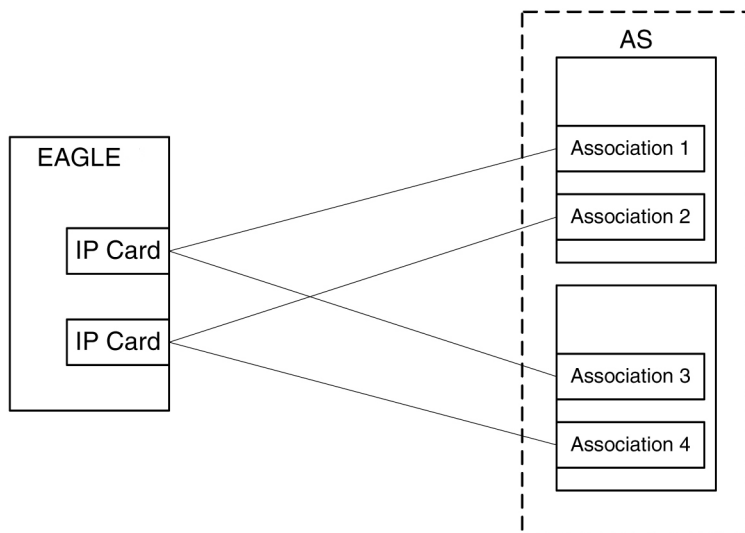 AS
EAGLE
Association 1
Association 2
IP Card
IP Card
Association 3
Association 4